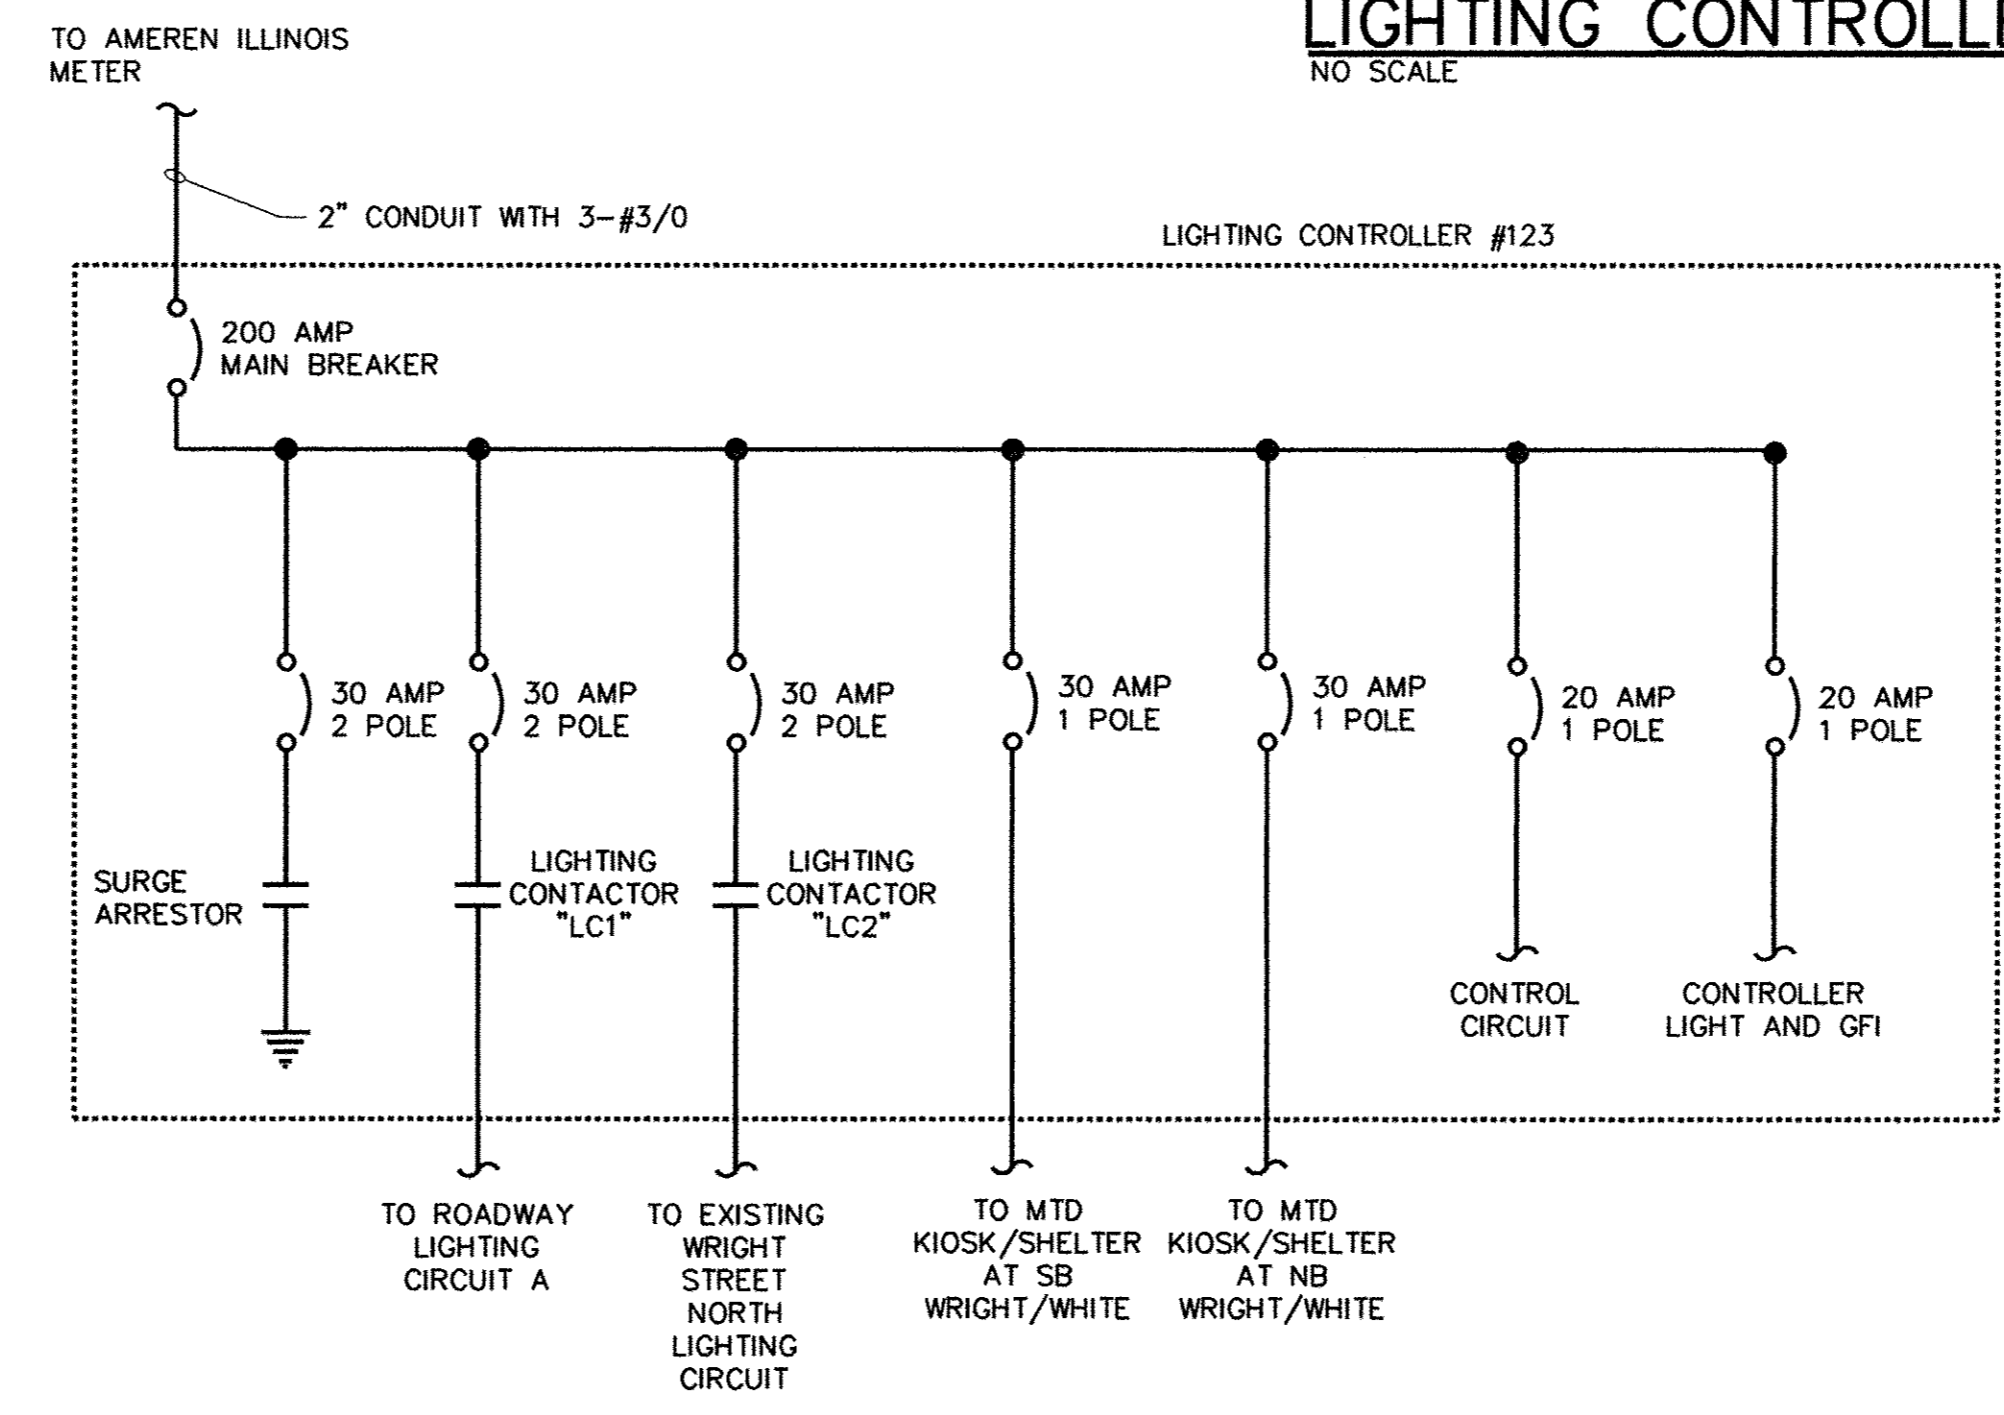 LIGHTING CONTROLLE
NO SCALE
TO AMEREN ILLINOIS
METER
2" CONDUIT WITH 3-#3/0
LIGHTING CONTROLLER #123
200 AMP
MAIN BREAKER
30 AMP
2 POLE
30 AMP
2 POLE
30 AMP
2 POLE
30 AMP
1 POLE
30 AMP
1 POLE
20 AMP
1 POLE
20 AMP
1 POLE
SURGE
ARRESTOR
LIGHTING
CONTACTOR
"LC1"
LIGHTING
CONTACTOR
"LC2"
CONTROL
CIRCUIT
CONTROLLER
LIGHT AND GFI
TO ROADWAY
LIGHTING
CIRCUIT A
TO EXISTING
WRIGHT
STREET
NORTH
LIGHTING
CIRCUIT
TO MTD
KIOSK/SHELTER
AT SB
WRIGHT/WHITE
TO MTD
KIOSK/SHELTER
AT NB
WRIGHT/WHITE